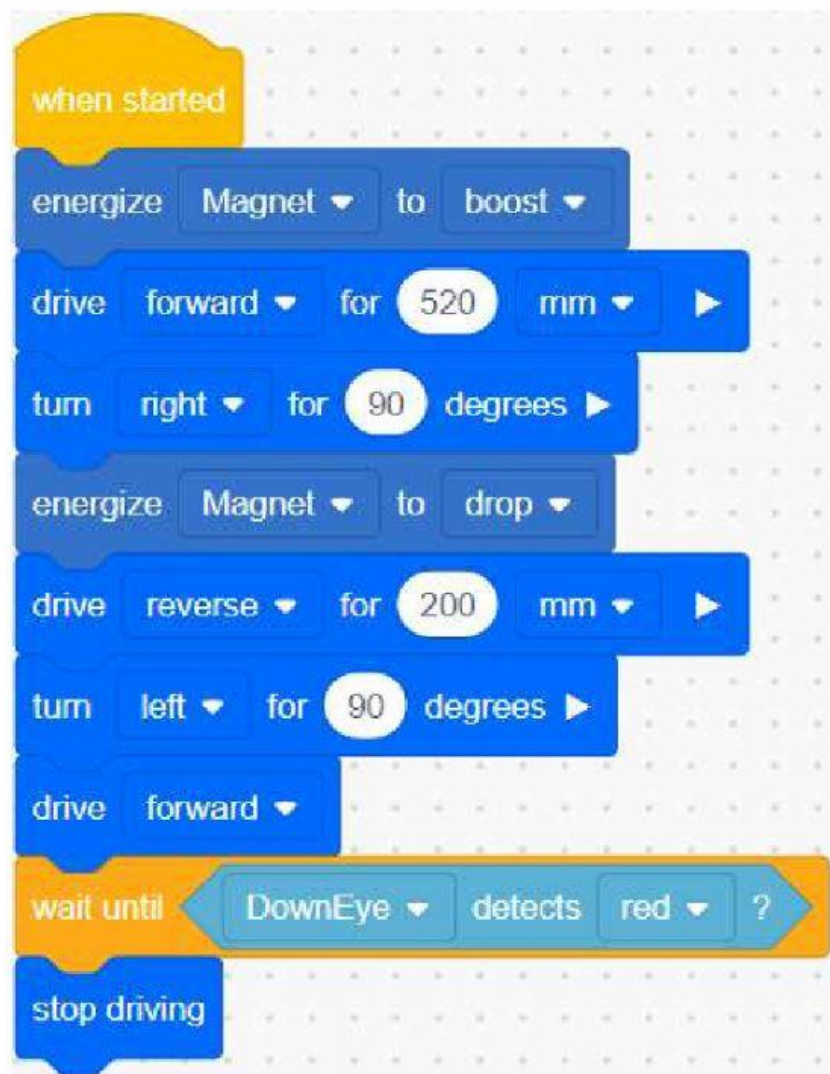 when started
energize Magnet to boost
drive forward for 520 mm
turn right for 90 degrees
energize Magnet to drop
drive reverse for 200 mm
turn left for 90 degrees
drive forward
wait until DownEye detects red ?
stop driving